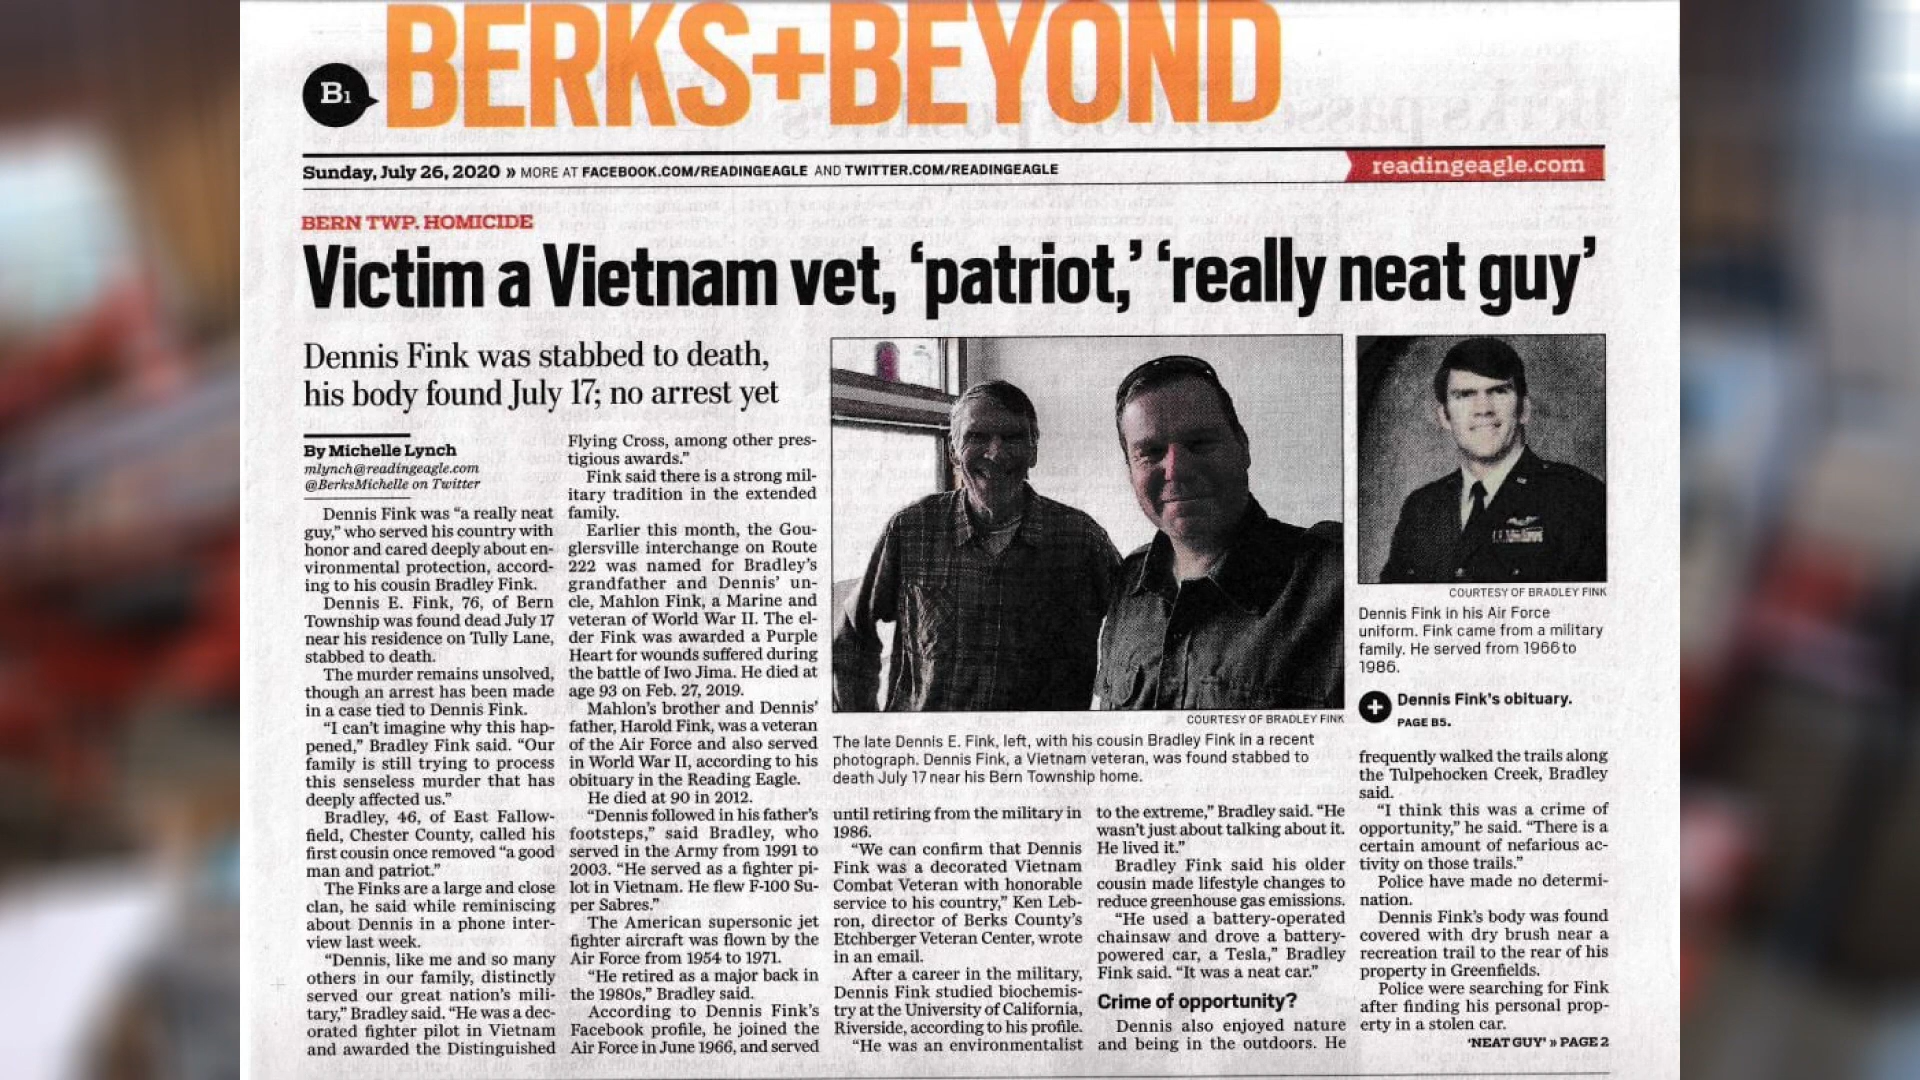 BERKS+BEYOND
B1
Sunday, July 26, 2020 » MORE AT FACEBOOK.COM/READINGEAGLE AND TWITTER.COM/READINGEAGLE
readingeagle.com
BERN TWP. HOMICIDE
Victim a Vietnam vet, ‘patriot,’ ‘really neat guy’
Dennis Fink was stabbed to death,
his body found July 17; no arrest yet
By Michelle Lynch
mlynch@readingeagle.com
@BerksMichelle on Twitter
Dennis Fink was “a really neat
guy,” who served his country with
honor and cared deeply about en-
vironmental protection, accord-
ing to his cousin Bradley Fink.
Dennis E. Fink, 76, of Bern
Township was found dead July 17
near his residence on Tully Lane,
stabbed to death.
The murder remains unsolved,
though an arrest has been made
in a case tied to Dennis Fink.
“I can’t imagine why this hap-
pened,” Bradley Fink said. “Our
family is still trying to process
this senseless murder that has
deeply affected us.”
Bradley, 46, of East Fallow-
field, Chester County, called his
first cousin once removed “a good
man and patriot.”
The Finks are a large and close
clan, he said while reminiscing
about Dennis in a phone inter-
view last week.
“Dennis, like me and so many
others in our family, distinctly
served our great nation’s mili-
tary,” Bradley said. “He was a dec-
orated fighter pilot in Vietnam
and awarded the Distinguished
Flying Cross, among other pres-
tigious awards.”
Fink said there is a strong mil-
itary tradition in the extended
family.
Earlier this month, the Gou-
glersville interchange on Route
222 was named for Bradley’s
grandfather and Dennis’ un-
cle, Mahlon Fink, a Marine and
veteran of World War II. The el-
der Fink was awarded a Purple
Heart for wounds suffered during
the battle of Iwo Jima. He died at
age 93 on Feb. 27, 2019.
Mahlon’s brother and Dennis’
father, Harold Fink, was a veteran
of the Air Force and also served
in World War II, according to his
obituary in the Reading Eagle.
He died at 90 in 2012.
“Dennis followed in his father’s
footsteps,” said Bradley, who
served in the Army from 1991 to
2003. “He served as a fighter pi-
lot in Vietnam. He flew F-100 Su-
per Sabres.”
The American supersonic jet
fighter aircraft was flown by the
Air Force from 1954 to 1971.
“He retired as a major back in
the 1980s,” Bradley said.
According to Dennis Fink’s
Facebook profile, he joined the
Air Force in June 1966, and served
COURTESY OF BRADLEY FINK
The late Dennis E. Fink, left, with his cousin Bradley Fink in a recent
photograph. Dennis Fink, a Vietnam veteran, was found stabbed to
death July 17 near his Bern Township home.
until retiring from the military in
1986.
“We can confirm that Dennis
Fink was a decorated Vietnam
Combat Veteran with honorable
service to his country,” Ken Leb-
ron, director of Berks County’s
Etchberger Veteran Center, wrote
in an email.
After a career in the military,
Dennis Fink studied biochemis-
try at the University of California,
Riverside, according to his profile.
“He was an environmentalist
to the extreme,” Bradley said. “He
wasn’t just about talking about it.
He lived it.”
Bradley Fink said his older
cousin made lifestyle changes to
reduce greenhouse gas emissions.
“He used a battery-operated
chainsaw and drove a battery-
powered car, a Tesla,” Bradley
Fink said. “It was a neat car.”
Crime of opportunity?
Dennis also enjoyed nature
and being in the outdoors. He
COURTESY OF BRADLEY FINK
Dennis Fink in his Air Force
uniform. Fink came from a military
family. He served from 1966 to
1986.
+ Dennis Fink’s obituary.
PAGE B5.
frequently walked the trails along
the Tulpehocken Creek, Bradley
said.
“I think this was a crime of
opportunity,” he said. “There is a
certain amount of nefarious ac-
tivity on those trails.”
Police have made no determi-
nation.
Dennis Fink’s body was found
covered with dry brush near a
recreation trail to the rear of his
property in Greenfields.
Police were searching for Fink
after finding his personal prop-
erty in a stolen car.
‘NEAT GUY’ » PAGE 2